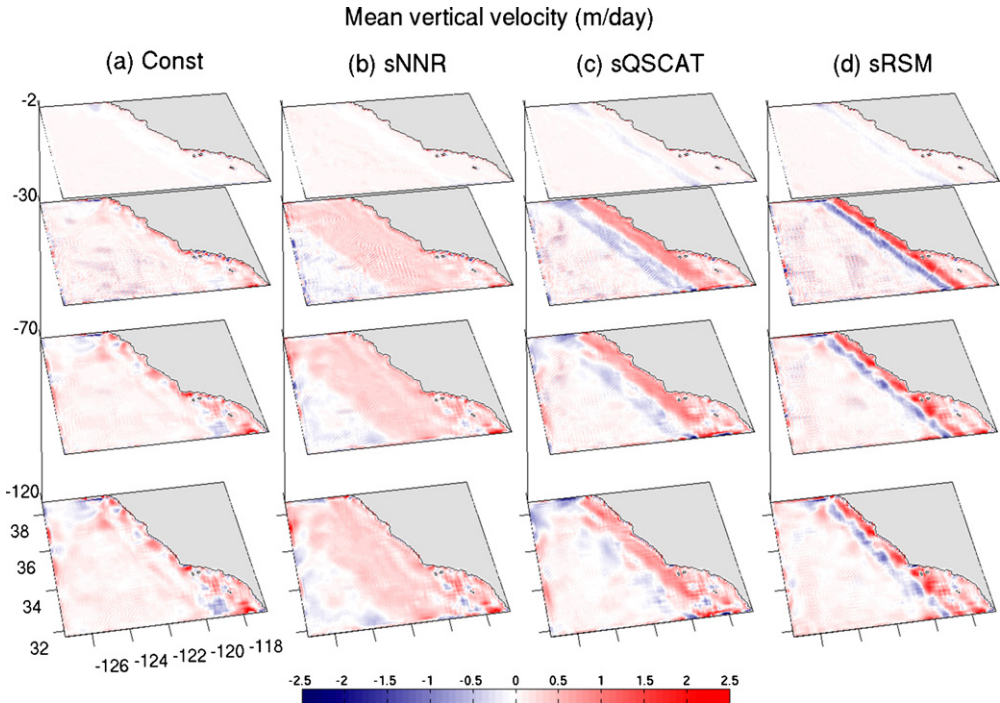 Mean vertical velocity (m/day)
(a) Const (b) sNNR (c) sQSCAT (d) sRSM
-2
-30
-70
-120
38
36
34
32
-126 -124 -122 -120 -118
-2.5 -2 -1.5 -1 -0.5 0 0.5 1 1.5 2 2.5